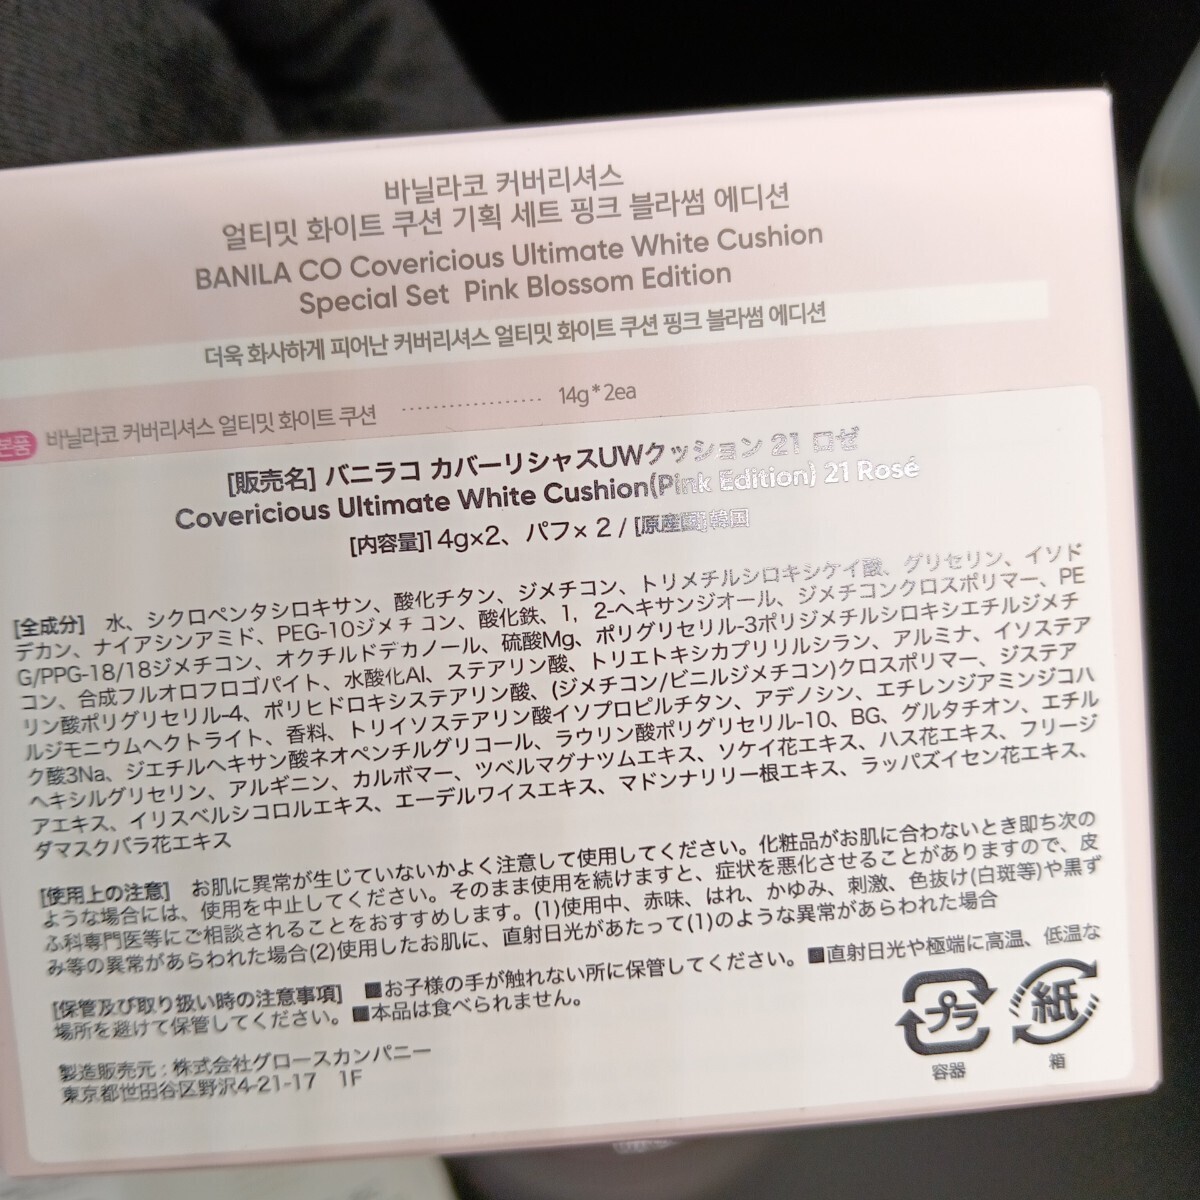 바닐라코 커버리셔스
얼티밋 화이트 쿠션 기획 세트 핑크 블라썸 에디션
BANILA CO Covericious Ultimate White Cushion
Special Set Pink Blossom Edition
더욱 화사하게 피어난 커버리셔스 얼티밋 화이트 쿠션 핑크 블라썸 에디션
본품 바닐라코 커버리셔스 얼티밋 화이트 쿠션 .................. 14g*2ea
[販売名] バニラコ カバーリシャスUWクッション 21 ロゼ
Covericious Ultimate White Cushion(Pink Edition) 21 Rosé
[内容量]14g×2、パフ×2 / [原産国]韓国
[全成分] 水、シクロペンタシロキサン、酸化チタン、ジメチコン、トリメチルシロキシケイ酸、グリセリン、イソド
デカン、ナイアシンアミド、PEG-10ジメチコン、酸化鉄、1，2-ヘキサンジオール、ジメチコンクロスポリマー、PE
G/PPG-18/18ジメチコン、オクチルドデカノール、硫酸Mg、ポリグリセリル-3ポリジメチルシロキシエチルジメチ
コン、合成フルオロフロゴパイト、水酸化Al、ステアリン酸、トリエトキシカプリリルシラン、アルミナ、イソステア
リン酸ポリグリセリル-4、ポリヒドロキシステアリン酸、(ジメチコン/ビニルジメチコン)クロスポリマー、ジステア
ルジモニウムヘクトライト、香料、トリイソステアリン酸イソプロピルチタン、アデノシン、エチレンジアミンジコハ
ク酸3Na、ジエチルヘキサン酸ネオペンチルグリコール、ラウリン酸ポリグリセリル-10、BG、グルタチオン、エチル
ヘキシルグリセリン、アルギニン、カルボマー、ツベルマグナツムエキス、ソケイ花エキス、ハス花エキス、フリージ
アエキス、イリスベルシコロルエキス、エーデルワイスエキス、マドンナリリー根エキス、ラッパズイセン花エキス、
ダマスクバラ花エキス
[使用上の注意] お肌に異常が生じていないかよく注意して使用してください。化粧品がお肌に合わないとき即ち次の
ような場合には、使用を中止してください。そのまま使用を続けますと、症状を悪化させることがありますので、皮
ふ科専門医等にご相談されることをおすすめします。(1)使用中、赤味、はれ、かゆみ、刺激、色抜け(白斑等)や黒ず
み等の異常があらわれた場合(2)使用したお肌に、直射日光があたって(1)のような異常があらわれた場合
[保管及び取り扱い時の注意事項] ■お子様の手が触れない所に保管してください。■直射日光や極端に高温、低温な
場所を避けて保管してください。■本品は食べられません。
製造販売元 : 株式会社グロースカンパニー
東京都世田谷区野沢4-21-17 1F
プラ
容器
紙
箱